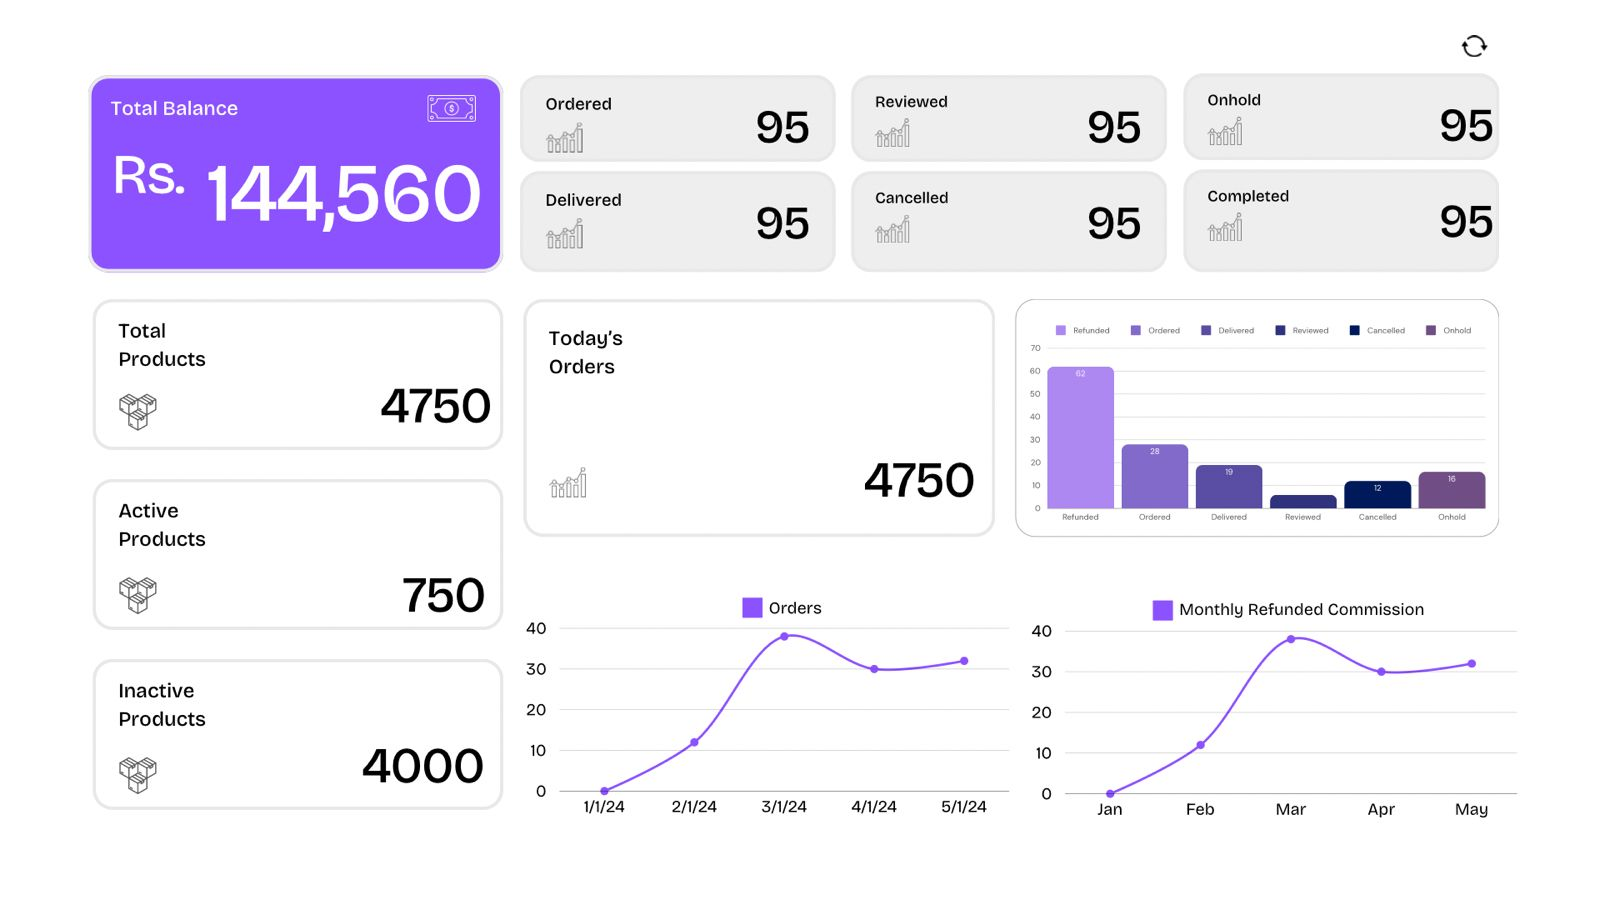 Total Balance
Rs. 144,560
Ordered
95
Reviewed
95
Onhold
95
Delivered
95
Cancelled
95
Completed
95
Total
Products
4750
Active
Products
750
Inactive
Products
4000
Today’s
Orders
4750
Refunded Ordered Delivered Reviewed Cancelled Onhold
70
60
50
40
30
20
10
0
62
28
19
12
16
Refunded Ordered Delivered Reviewed Cancelled Onhold
Orders
40
30
20
10
0
1/1/24 2/1/24 3/1/24 4/1/24 5/1/24
Monthly Refunded Commission
40
30
20
10
0
Jan Feb Mar Apr May